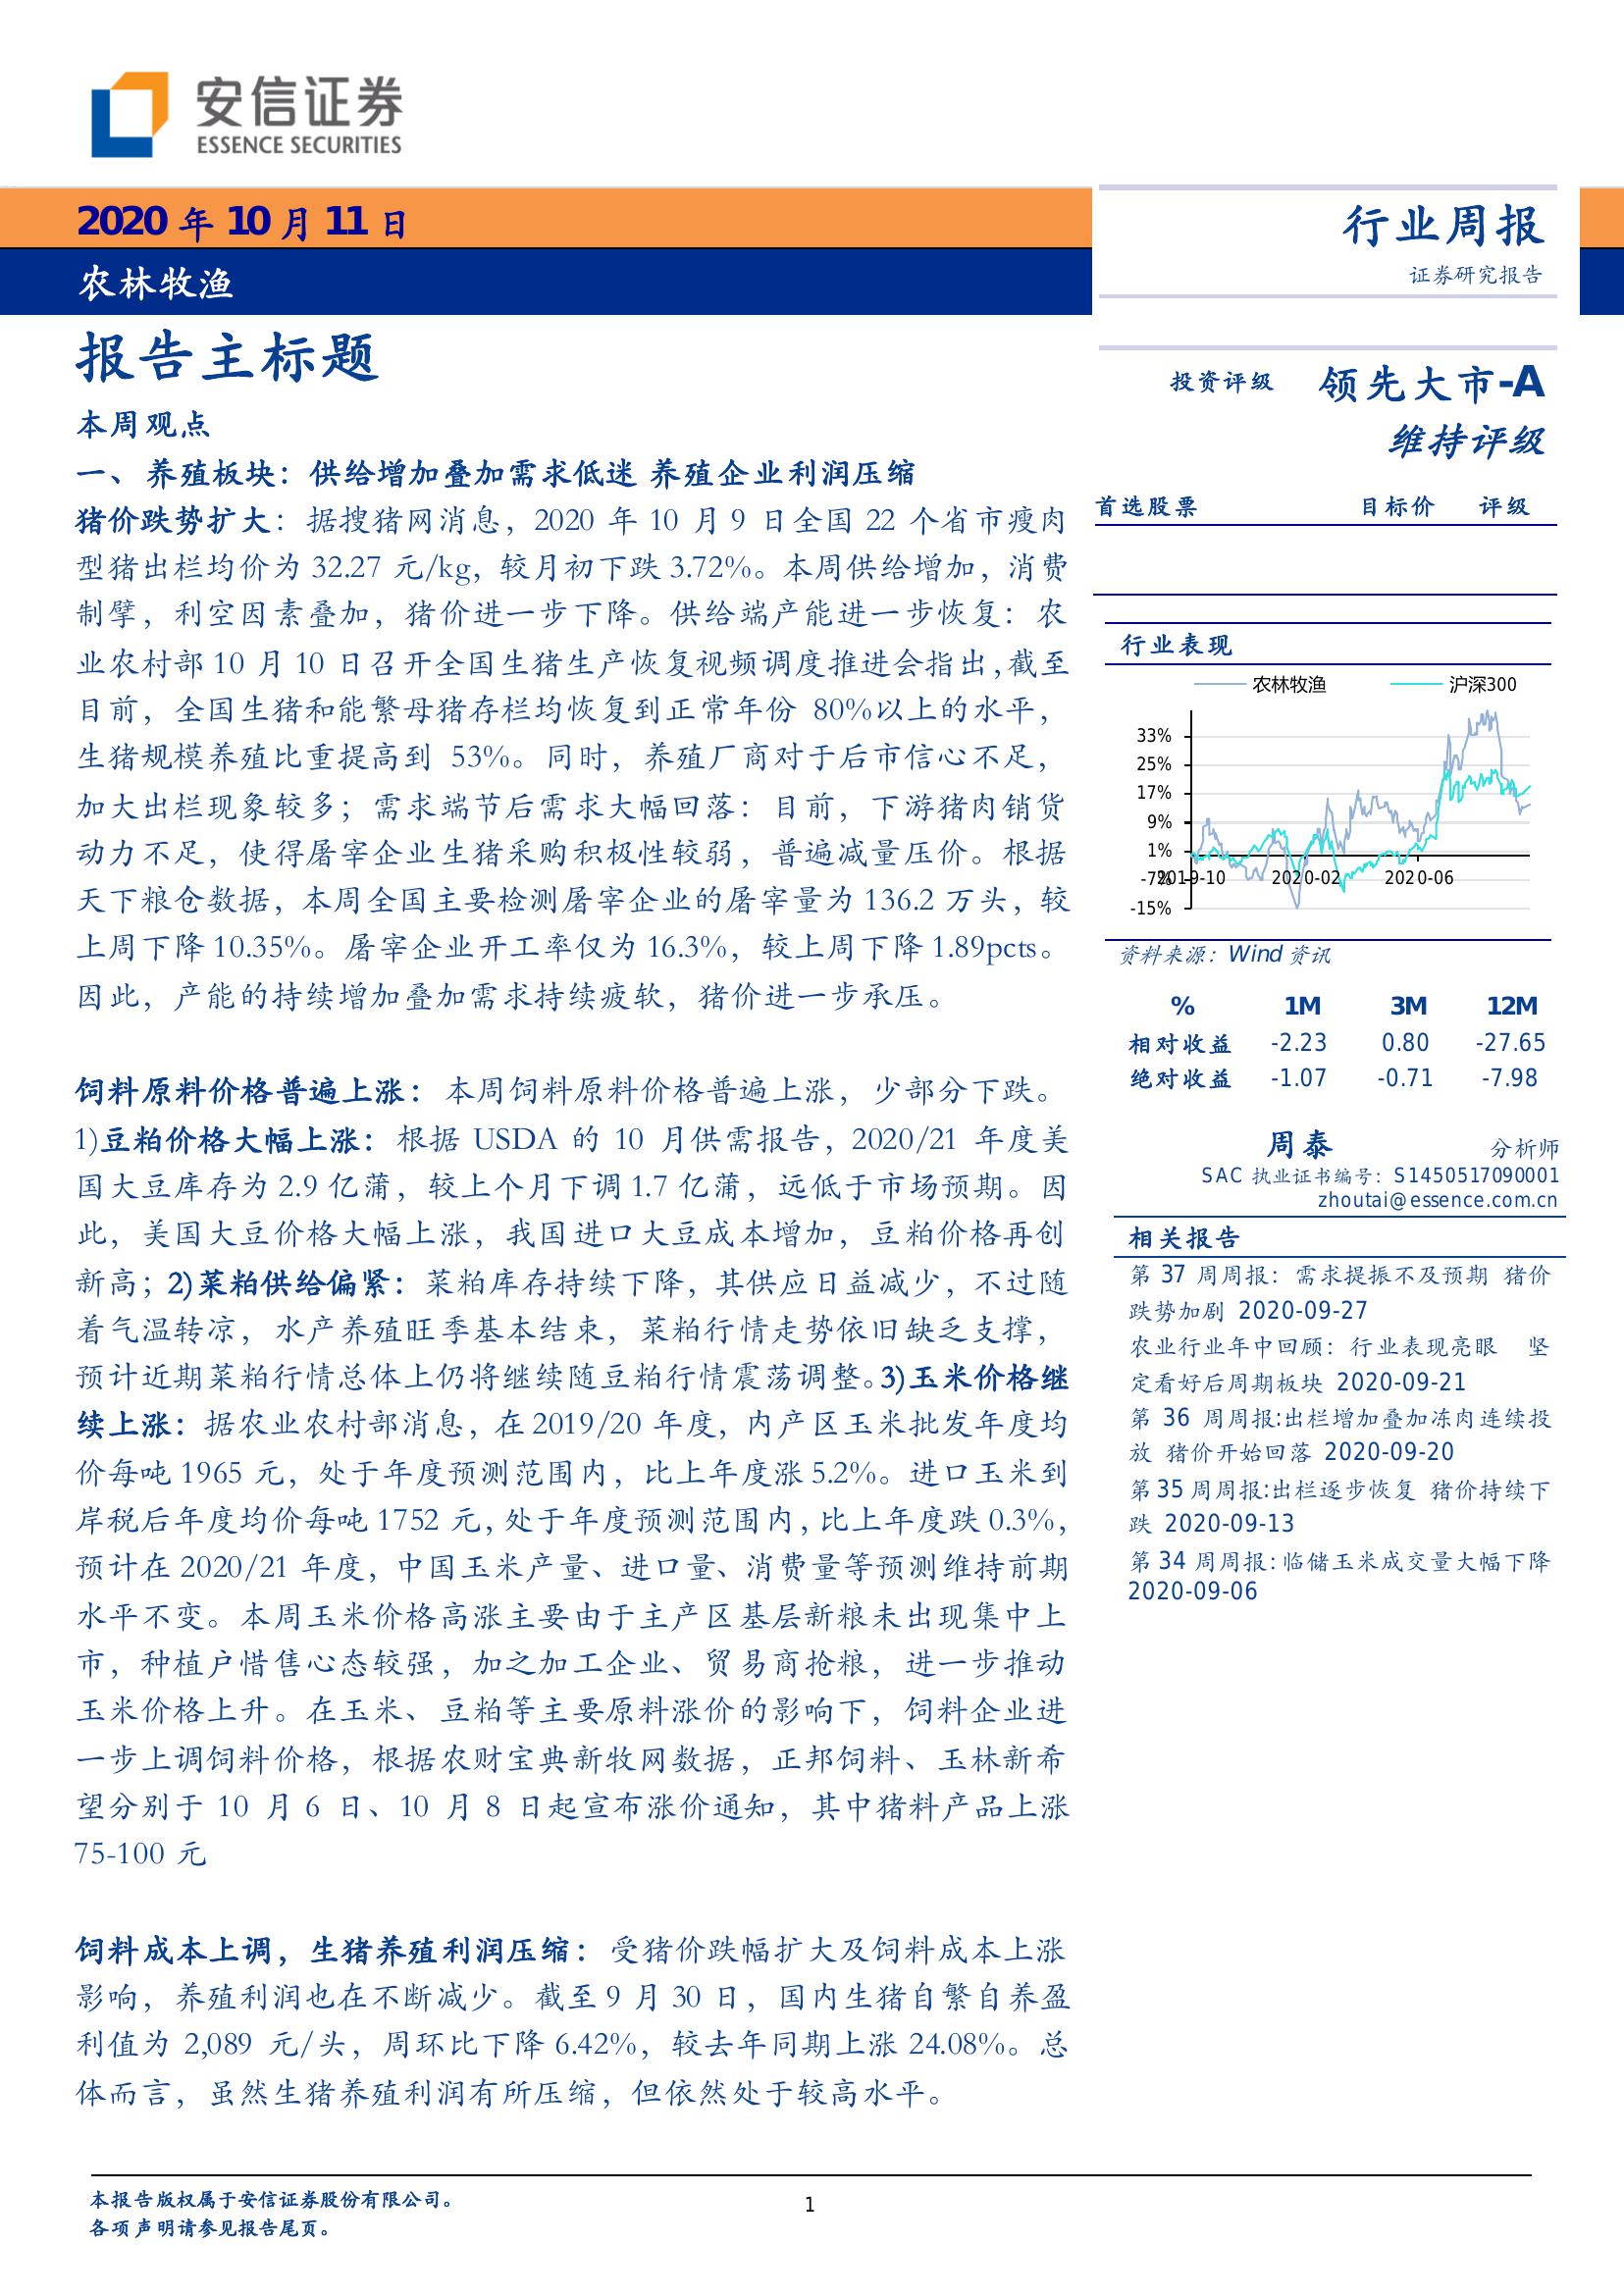 安信证券
ESSENCE SECURITIES
2020 年 10 月 11 日
农林牧渔
报告主标题
本周观点
一、 养殖板块：供给增加叠加需求低迷 养殖企业利润压缩
猪价跌势扩大：据搜猪网消息，2020 年 10 月 9 日全国 22 个省市瘦肉
型猪出栏均价为 32.27 元/kg，较月初下跌 3.72%。本周供给增加，消费
制擘，利空因素叠加，猪价进一步下降。供给端产能进一步恢复：农
业农村部 10 月 10 日召开全国生猪生产恢复视频调度推进会指出，截至
目前，全国生猪和能繁母猪存栏均恢复到正常年份 80%以上的水平，
生猪规模养殖比重提高到 53%。同时，养殖厂商对于后市信心不足，
加大出栏现象较多；需求端节后需求大幅回落：目前，下游猪肉销货
动力不足，使得屠宰企业生猪采购积极性较弱，普遍减量压价。根据
天下粮仓数据，本周全国主要检测屠宰企业的屠宰量为 136.2 万头，较
上周下降 10.35%。屠宰企业开工率仅为 16.3%，较上周下降 1.89pcts。
因此，产能的持续增加叠加需求持续疲软，猪价进一步承压。
饲料原料价格普遍上涨：本周饲料原料价格普遍上涨，少部分下跌。
1)豆粕价格大幅上涨：根据 USDA 的 10 月供需报告，2020/21 年度美
国大豆库存为 2.9 亿蒲，较上个月下调 1.7 亿蒲，远低于市场预期。因
此，美国大豆价格大幅上涨，我国进口大豆成本增加，豆粕价格再创
新高；2)菜粕供给偏紧：菜粕库存持续下降，其供应日益减少，不过随
着气温转凉，水产养殖旺季基本结束，菜粕行情走势依旧缺乏支撑，
预计近期菜粕行情总体上仍将继续随豆粕行情震荡调整。3)玉米价格继
续上涨：据农业农村部消息，在 2019/20 年度，内产区玉米批发年度均
价每吨 1965 元，处于年度预测范围内，比上年度涨 5.2%。进口玉米到
岸税后年度均价每吨 1752 元，处于年度预测范围内，比上年度跌 0.3%，
预计在 2020/21 年度，中国玉米产量、进口量、消费量等预测维持前期
水平不变。本周玉米价格高涨主要由于主产区基层新粮未出现集中上
市，种植户惜售心态较强，加之加工企业、贸易商抢粮，进一步推动
玉米价格上升。在玉米、豆粕等主要原料涨价的影响下，饲料企业进
一步上调饲料价格，根据农财宝典新牧网数据，正邦饲料、玉林新希
望分别于 10 月 6 日、10 月 8 日起宣布涨价通知，其中猪料产品上涨
75-100 元
饲料成本上调，生猪养殖利润压缩：受猪价跌幅扩大及饲料成本上涨
影响，养殖利润也在不断减少。截至 9 月 30 日，国内生猪自繁自养盈
利值为 2,089 元/头，周环比下降 6.42%，较去年同期上涨 24.08%。总
体而言，虽然生猪养殖利润有所压缩，但依然处于较高水平。
行业周报
证券研究报告
投资评级 领先大市-A
维持评级
首选股票 目标价 评级
行业表现
农林牧渔 沪深300
33%
25%
17%
9%
1%
-7%
-15%
2019-10 2020-02 2020-06
资料来源：Wind 资讯
% 1M 3M 12M
相对收益 -2.23 0.80 -27.65
绝对收益 -1.07 -0.71 -7.98
周泰 分析师
SAC 执业证书编号：S1450517090001
zhoutai@essence.com.cn
相关报告
第 37 周周报：需求提振不及预期 猪价
跌势加剧 2020-09-27
农业行业年中回顾：行业表现亮眼 坚
定看好后周期板块 2020-09-21
第 36 周周报:出栏增加叠加冻肉连续投
放 猪价开始回落 2020-09-20
第 35 周周报:出栏逐步恢复 猪价持续下
跌 2020-09-13
第 34 周周报:临储玉米成交量大幅下降
2020-09-06
本报告版权属于安信证券股份有限公司。
各项声明请参见报告尾页。
1